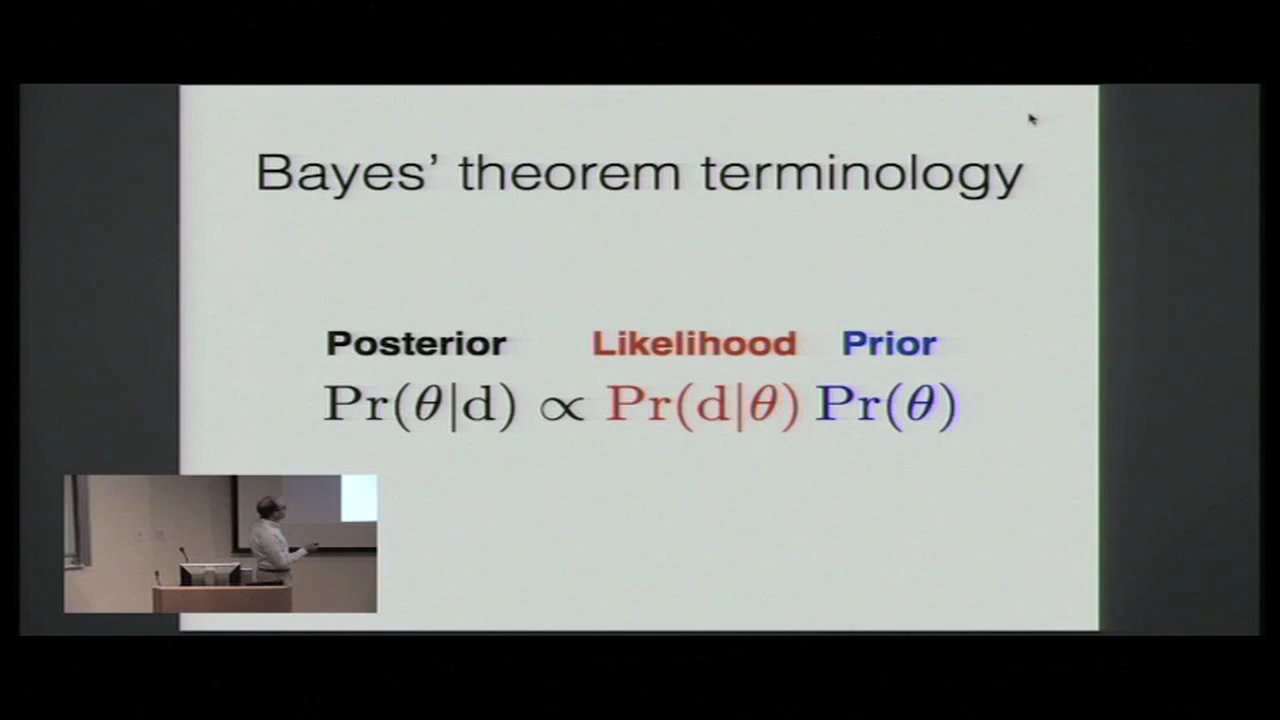 Bayes’ theorem terminology
Posterior Likelihood Prior
Pr(θ|d) ∝ Pr(d|θ) Pr(θ)